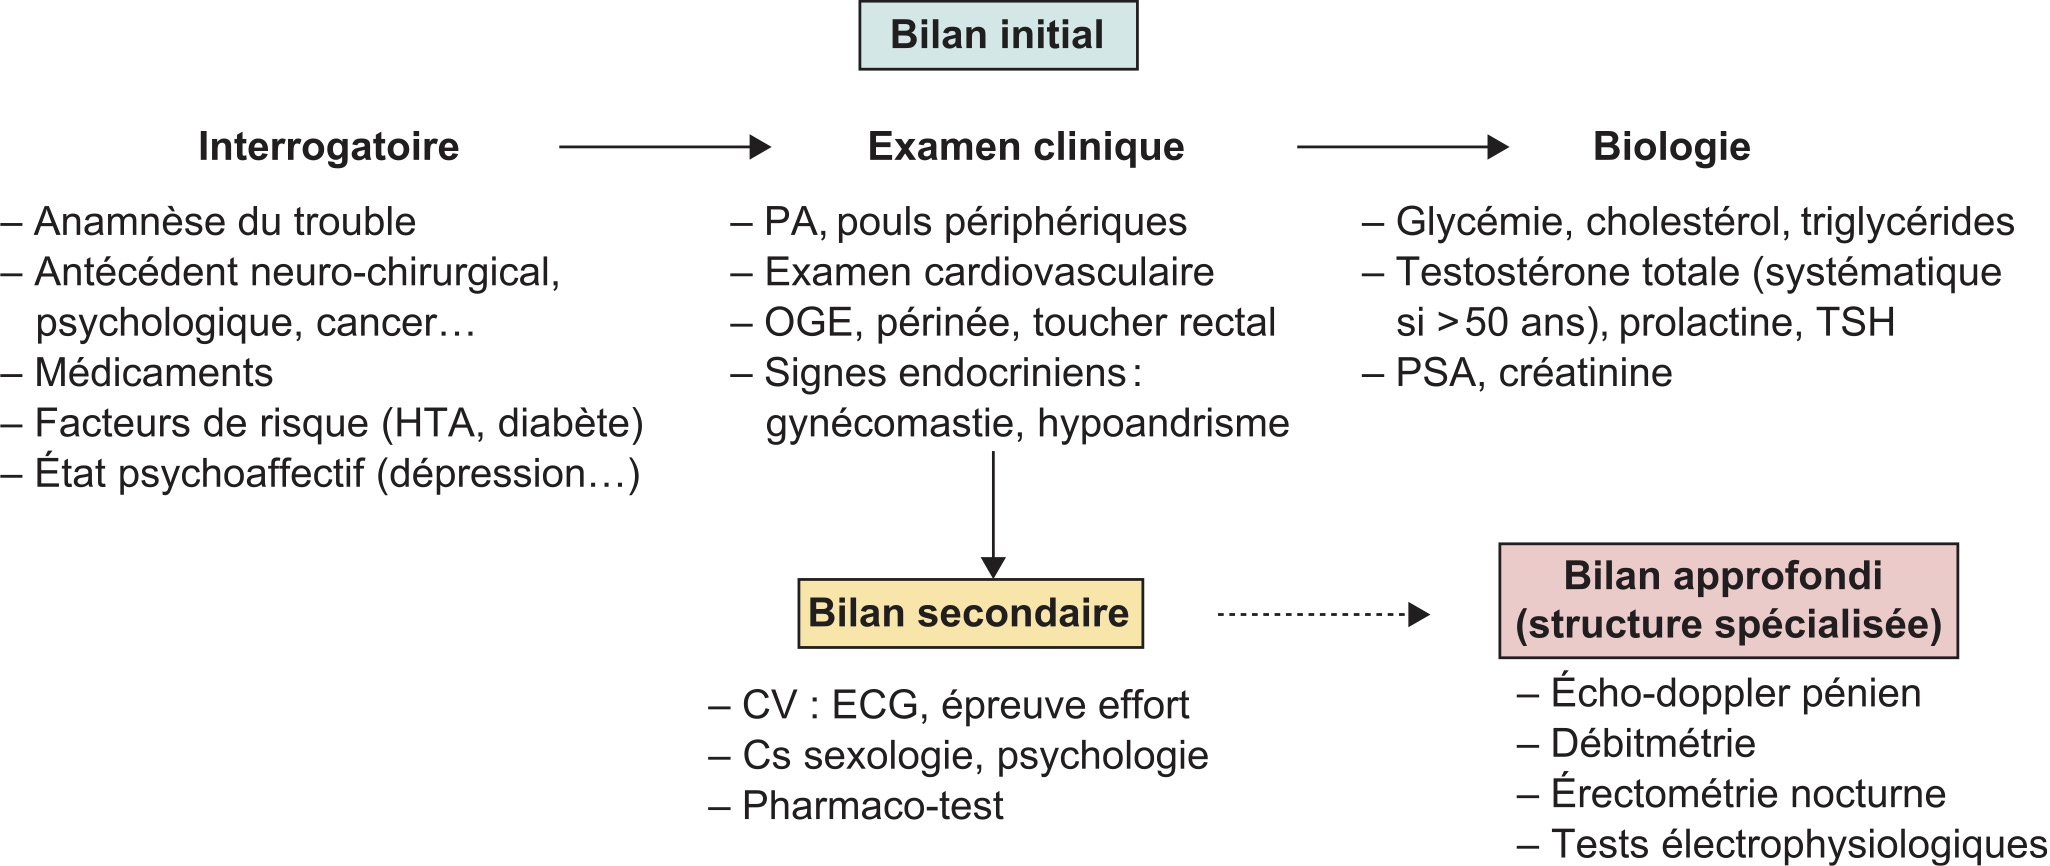 Bilan initial
Interrogatoire
– Anamnèse du trouble
– Antécédent neuro-chirurgical,
psychologique, cancer…
– Médicaments
– Facteurs de risque (HTA, diabète)
– État psychoaffectif (dépression…)
Examen clinique
– PA, pouls périphériques
– Examen cardiovasculaire
– OGE, périnée, toucher rectal
– Signes endocriniens :
gynécomastie, hypoandrisme
Biologie
– Glycémie, cholestérol, triglycérides
– Testostérone totale (systématique
si > 50 ans), prolactine, TSH
– PSA, créatinine
Bilan secondaire
– CV : ECG, épreuve effort
– Cs sexologie, psychologie
– Pharmaco-test
Bilan approfondi
(structure spécialisée)
– Écho-doppler pénien
– Débitmétrie
– Érectométrie nocturne
– Tests électrophysiologiques